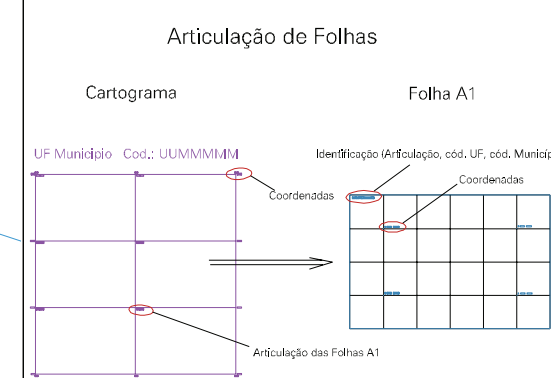 Articulação de Folhas
Cartograma
Folha A1
UF Municipio Cod.: UUMMMMM
Identificação (Articulação, cód. UF, cód. Municíp
Coordenadas
Coordenadas
Articulação das Folhas A1